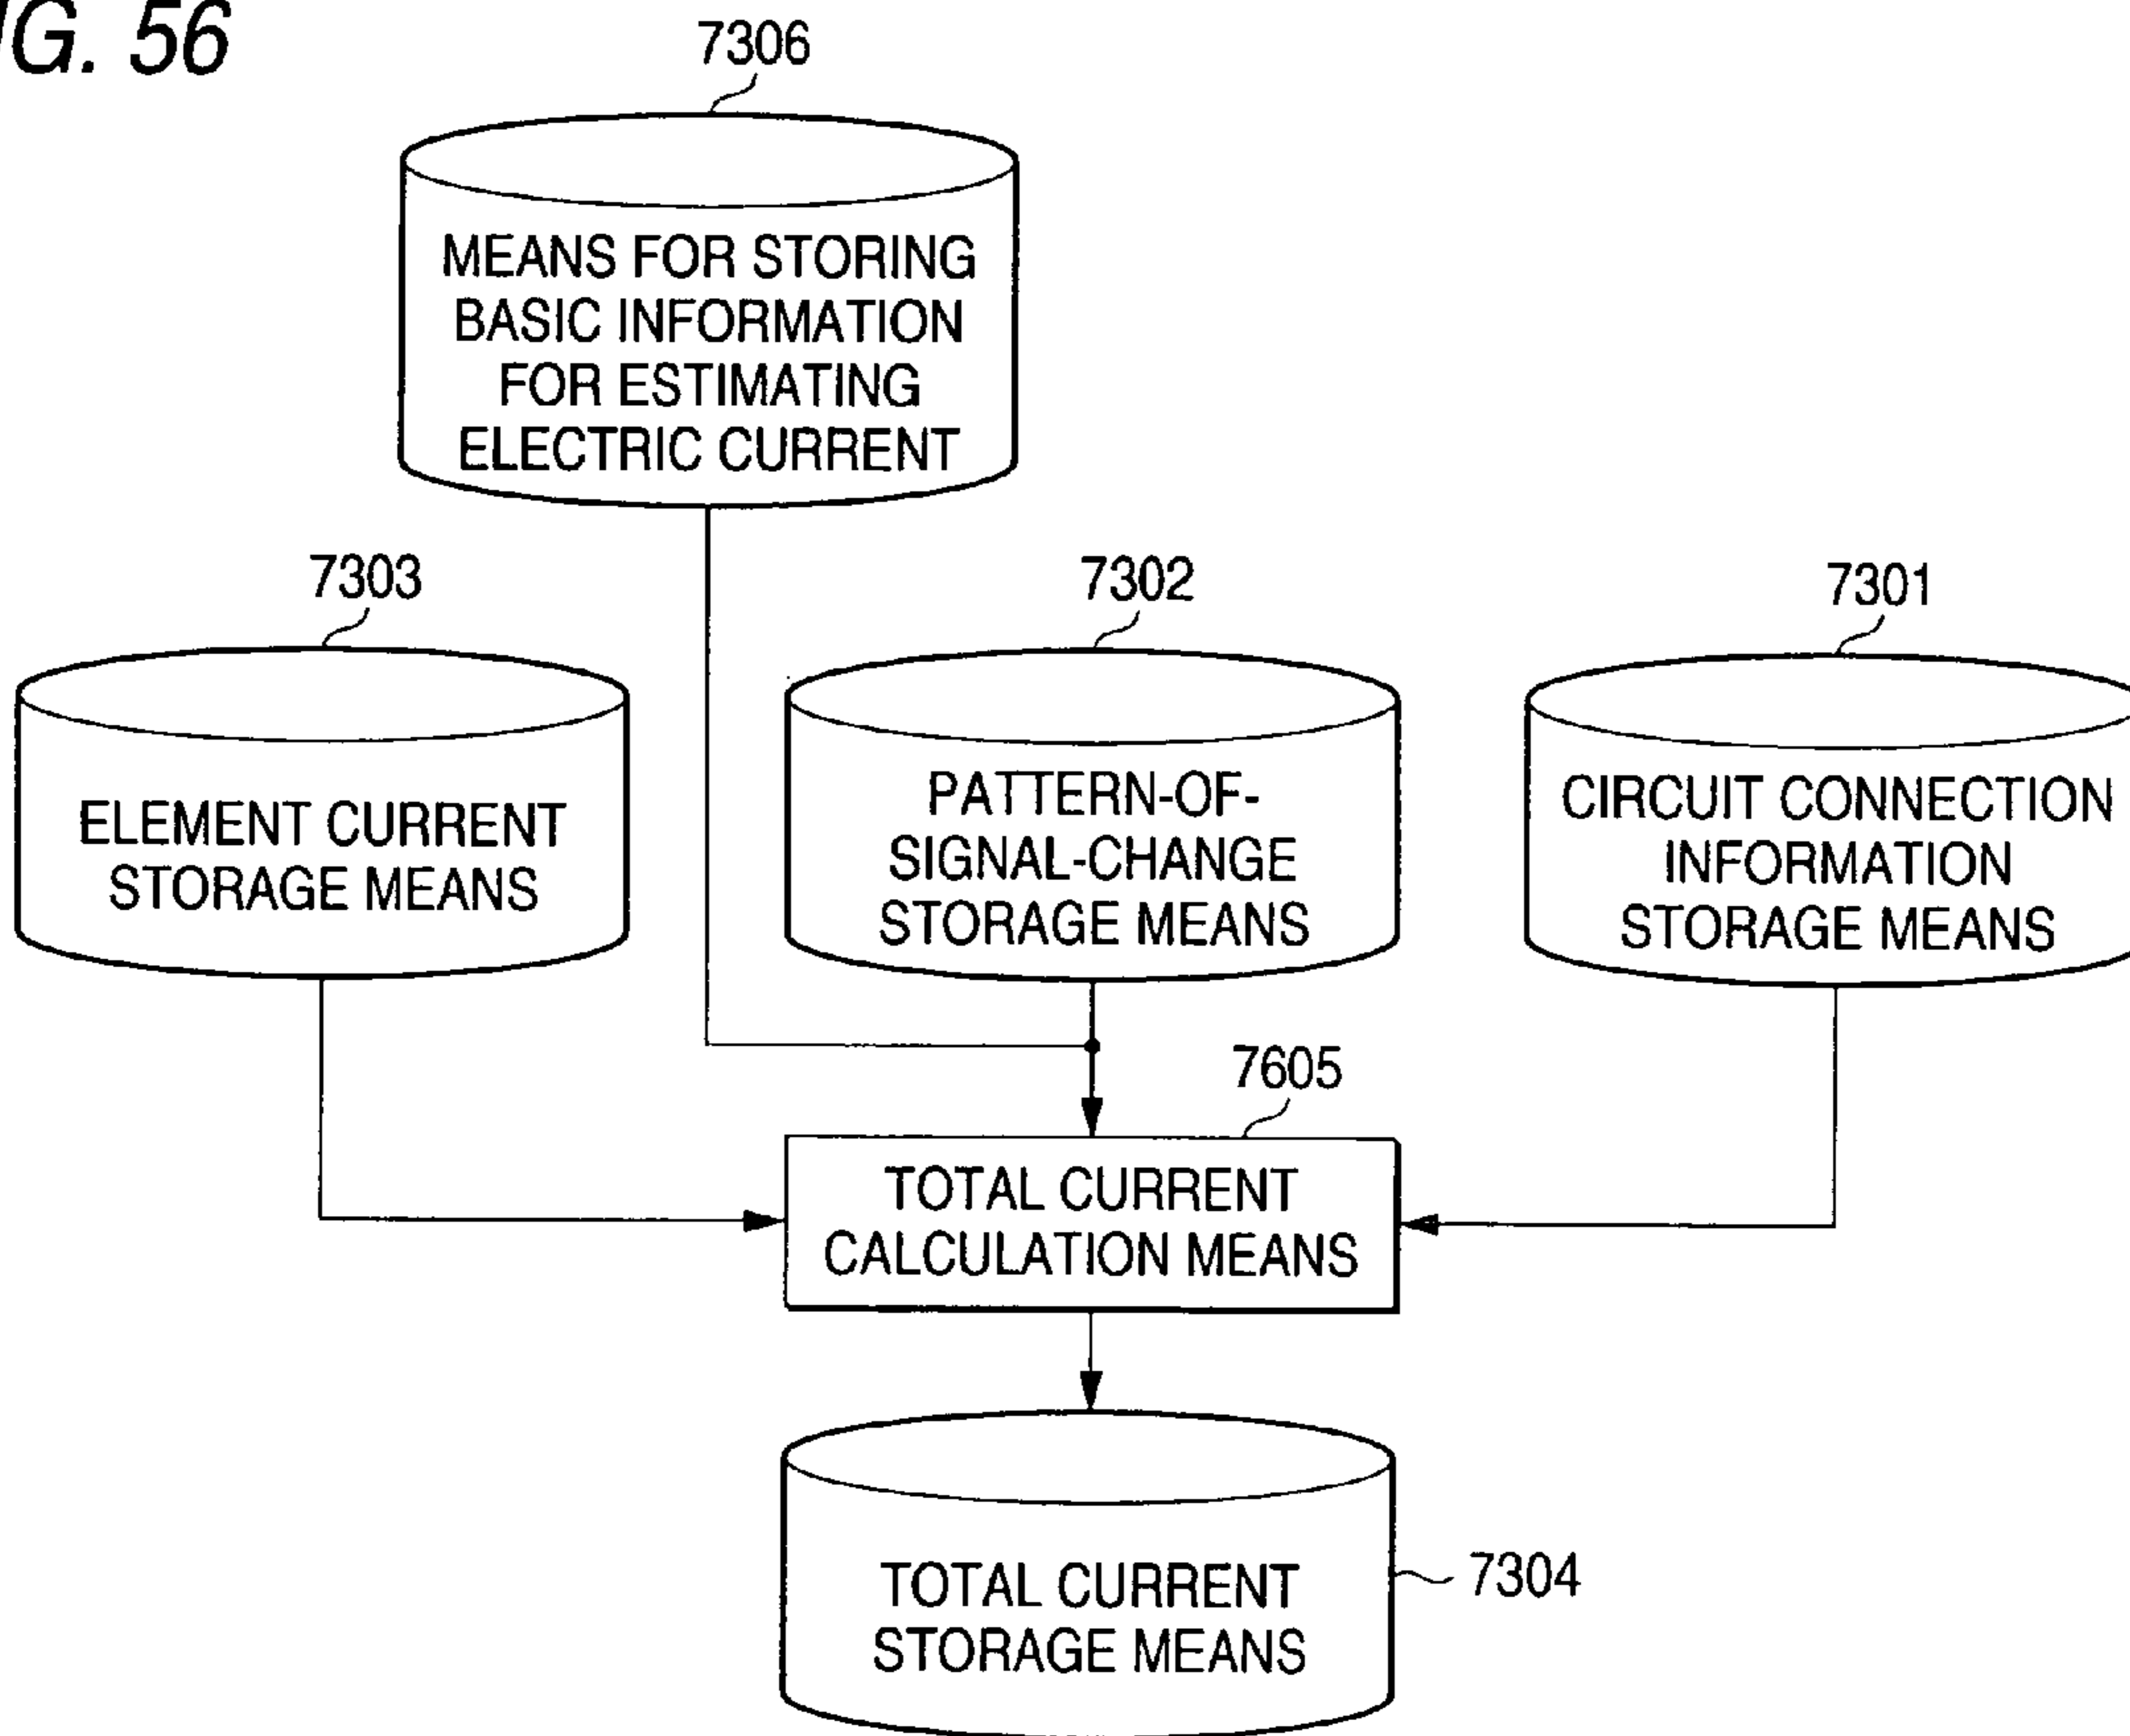 G. 56
7306
MEANS FOR STORING
BASIC INFORMATION
FOR ESTIMATING
ELECTRIC CURRENT
7303
7302
7301
ELEMENT CURRENT
STORAGE MEANS
PATTERN-OF-
SIGNAL-CHANGE
STORAGE MEANS
CIRCUIT CONNECTION
INFORMATION
STORAGE MEANS
7605
TOTAL CURRENT
CALCULATION MEANS
TOTAL CURRENT
STORAGE MEANS
7304